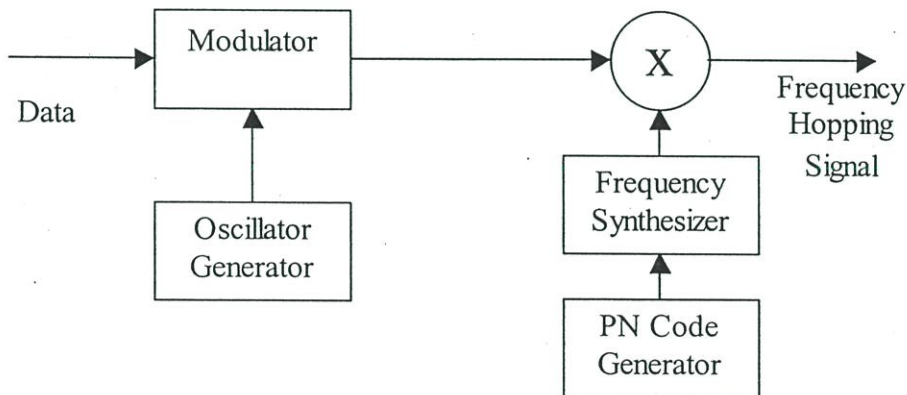 Modulator
X
Data
Frequency
Hopping
Signal
Oscillator
Generator
Frequency
Synthesizer
PN Code
Generator